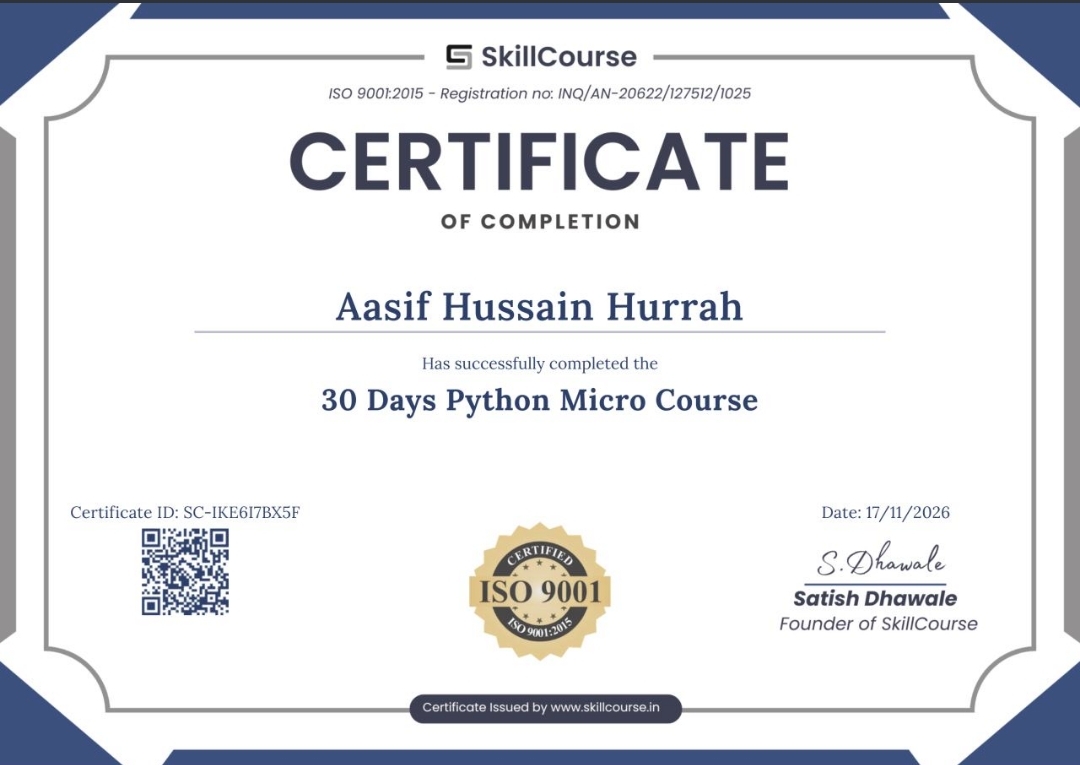 SkillCourse
ISO 9001:2015 - Registration no: INQ/AN-20622/127512/1025
CERTIFICATE
OF COMPLETION
Aasif Hussain Hurrah
Has successfully completed the
30 Days Python Micro Course
Certificate ID: SC-IKE6I7BX5F
CERTIFIED
ISO 9001
ISO 9001:2015
Date: 17/11/2026
S. Dhawale
Satish Dhawale
Founder of SkillCourse
Certificate Issued by www.skillcourse.in